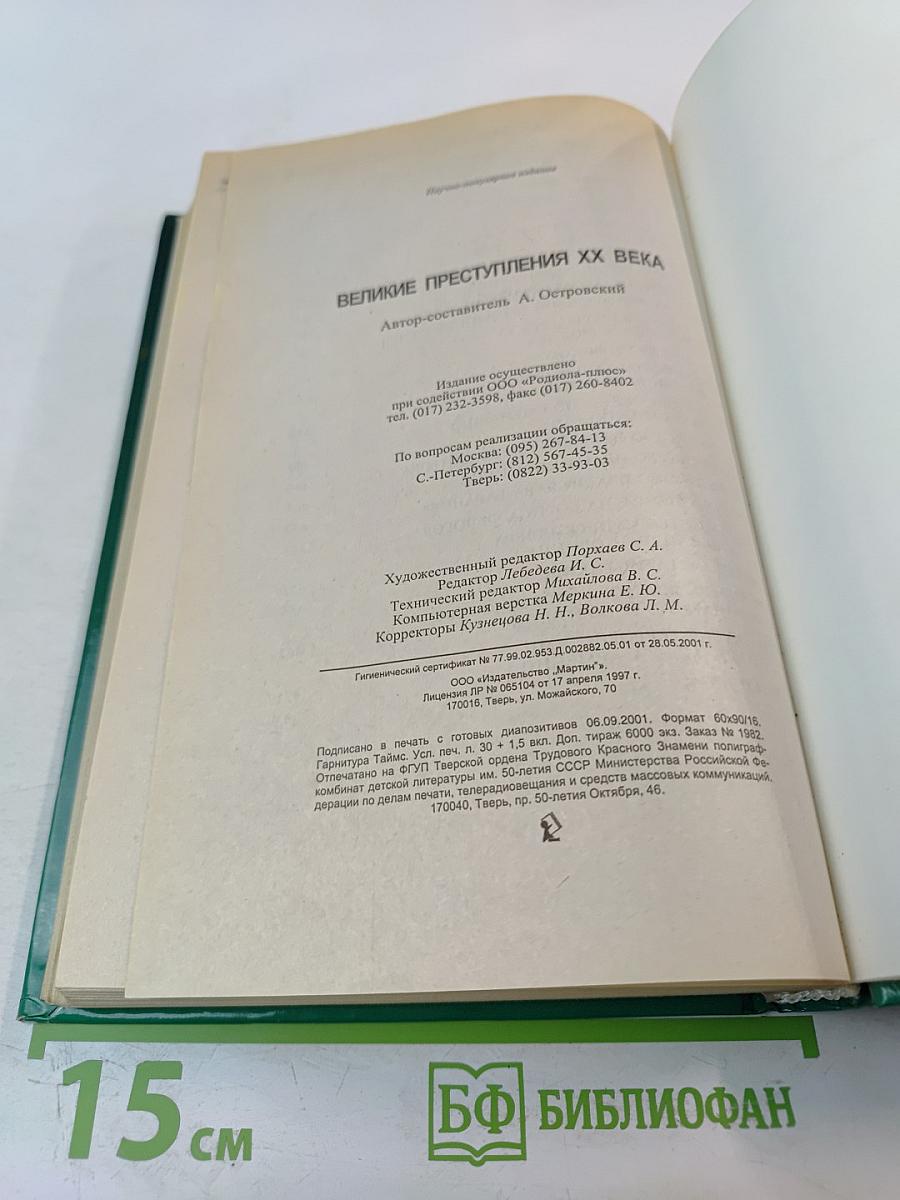 Научно-популярное издание
ВЕЛИКИЕ ПРЕСТУПЛЕНИЯ XX ВЕКА
Автор-составитель А. Островский
Издание осуществлено
при содействии ООО «Родиола-плюс»
тел. (017) 232-3598, факс (017) 260-8402
По вопросам реализации обращаться:
Москва: (095) 267-84-13
С.-Петербург: (812) 567-45-35
Тверь: (0822) 33-93-03
Художественный редактор Порхаев С. А.
Редактор Лебедева И. С.
Технический редактор Михайлова В. С.
Компьютерная верстка Меркина Е. Ю.
Корректоры Кузнецова Н. Н., Волкова Л. М.
Гигиенический сертификат № 77.99.02.953.Д.002882.05.01 от 28.05.2001 г.
ООО «Издательство „Мартин"».
Лицензия ЛР № 065104 от 17 апреля 1997 г.
170016, Тверь, ул. Можайского, 70
Подписано в печать с готовых диапозитивов 06.09.2001. Формат 60х90/16.
Гарнитура Таймс. Усл. печ. л. 30 + 1,5 вкл. Доп. тираж 6000 экз. Заказ № 1982.
Отпечатано на ФГУП Тверской ордена Трудового Красного Знамени полиграф-
комбинат детской литературы им. 50-летия СССР Министерства Российской Фе-
дерации по делам печати, телерадиовещания и средств массовых коммуникаций.
170040, Тверь, пр. 50-летия Октября, 46.
15 см
БФ БИБЛИОФАН